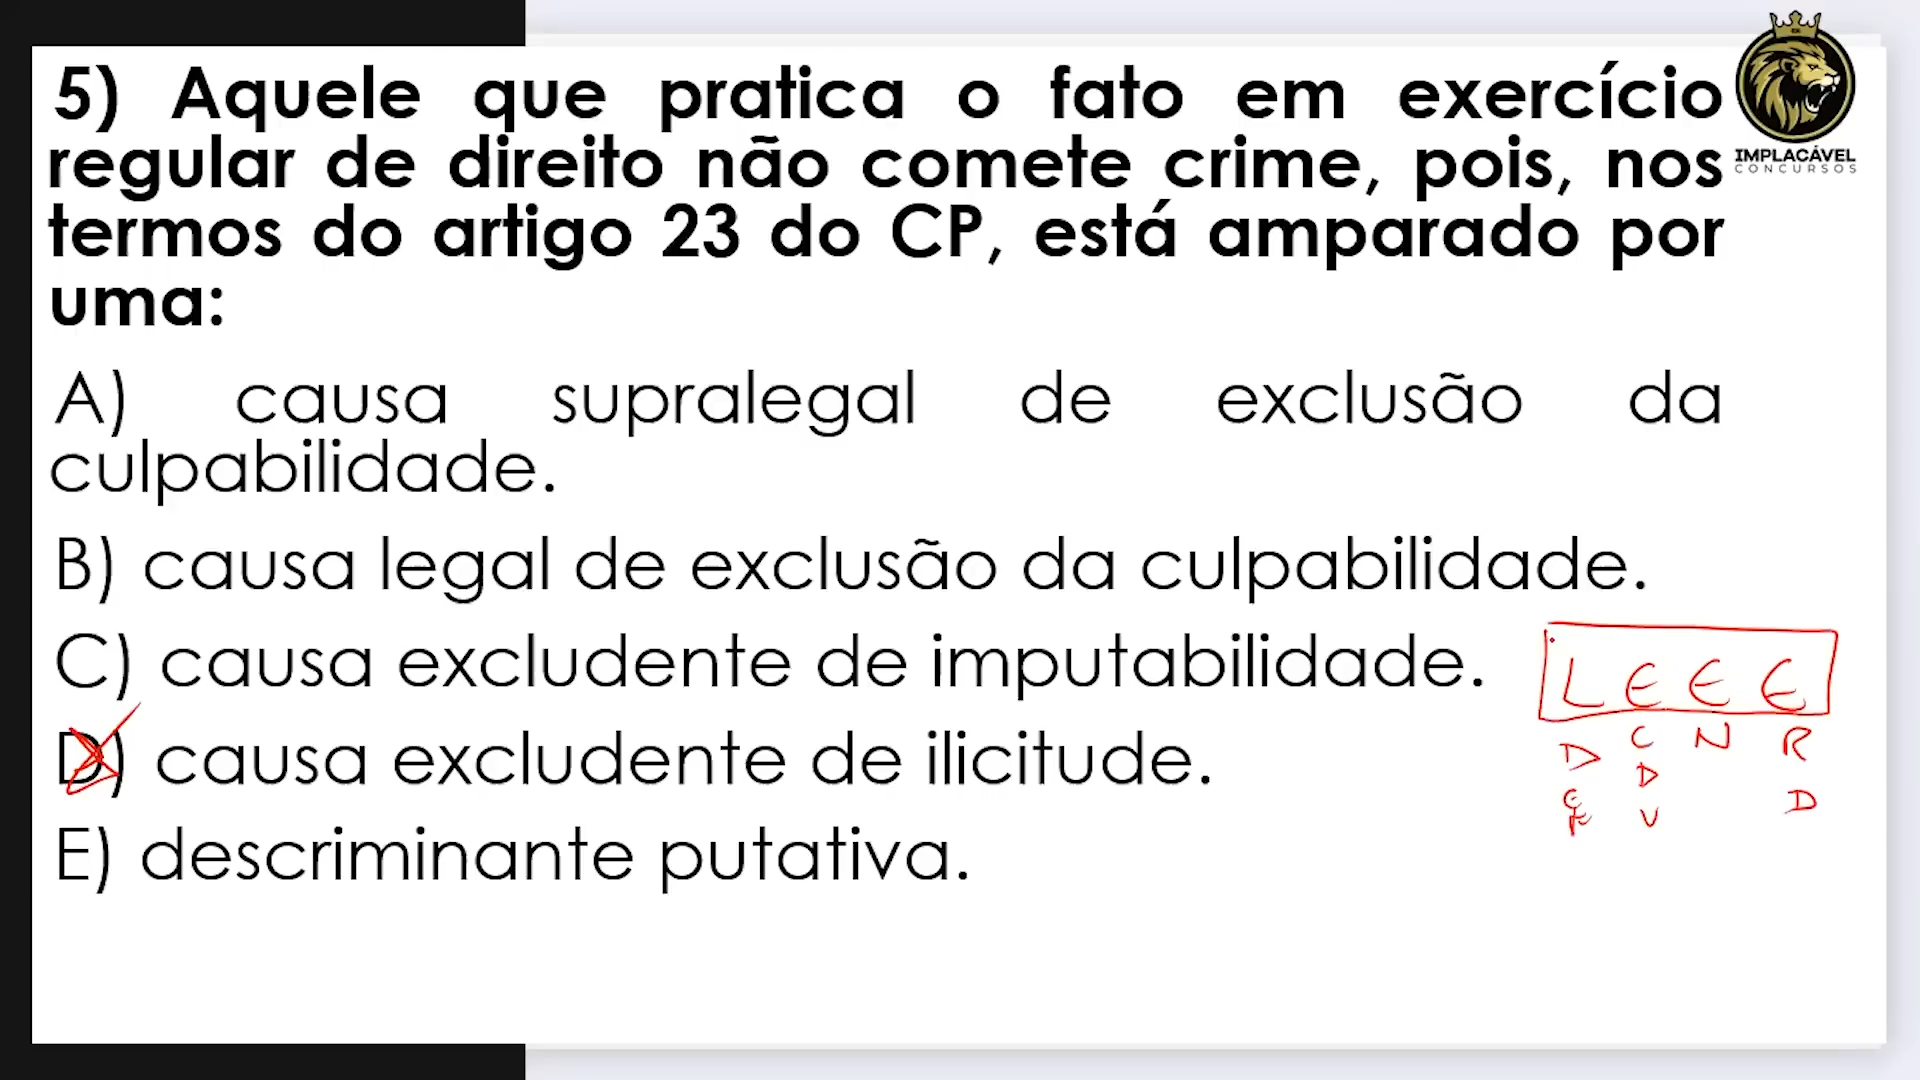 5) Aquele que pratica o fato em exercício
regular de direito não comete crime, pois, nos
termos do artigo 23 do CP, está amparado por
uma:
IMPLACÁVEL
CONCURSOS
A) causa supralegal de exclusão da
culpabilidade.
B) causa legal de exclusão da culpabilidade.
C) causa excludente de imputabilidade.
D) causa excludente de ilicitude.
E) descriminante putativa.
L E E E
D C N R
D
D
V